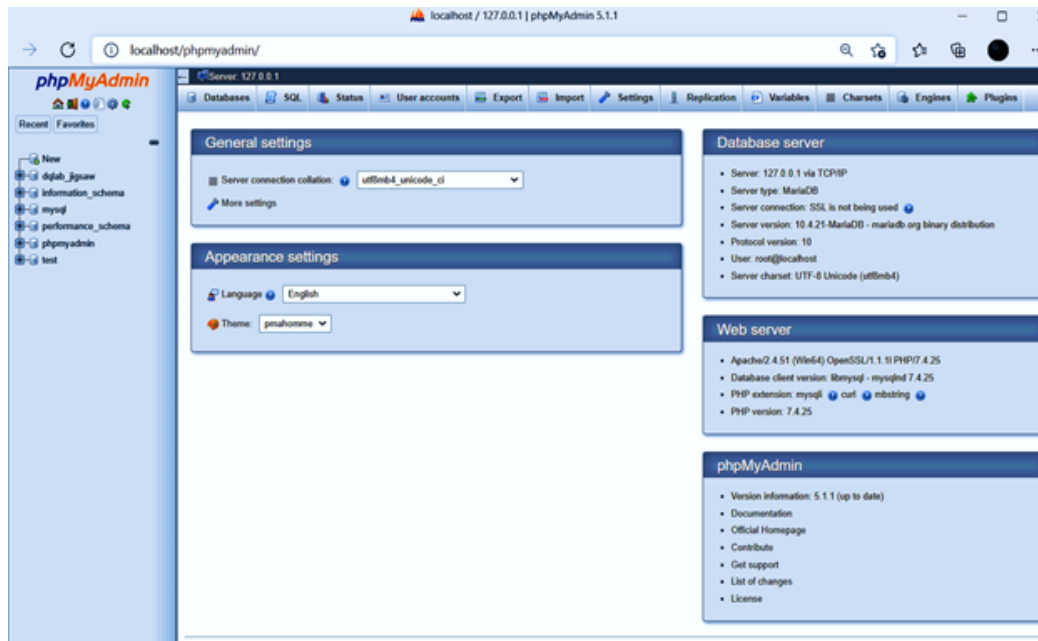 localhost / 127.0.0.1 | phpMyAdmin 5.1.1
localhost/phpmyadmin/
phpMyAdmin
Recent Favorites
New
dqlab_jigsaw
information_schema
mysql
performance_schema
phpmyadmin
test
Server: 127.0.0.1
Databases SQL Status User accounts Export Import Settings Replication Variables Charsets Engines Plugins
General settings
Server connection collation: utf8mb4_unicode_ci
More settings
Appearance settings
Language English
Theme: pmahomme
Database server
Server: 127.0.0.1 via TCP/IP
Server type: MariaDB
Server connection: SSL is not being used
Server version: 10.4.21-MariaDB - mariadb.org binary distribution
Protocol version: 10
User: root@localhost
Server charset: UTF-8 Unicode (utf8mb4)
Web server
Apache/2.4.51 (Win64) OpenSSL/1.1.1l PHP/7.4.25
Database client version: libmysql - mysqlnd 7.4.25
PHP extension: mysqli curl mbstring
PHP version: 7.4.25
phpMyAdmin
Version information: 5.1.1 (up to date)
Documentation
Official Homepage
Contribute
Get support
List of changes
License